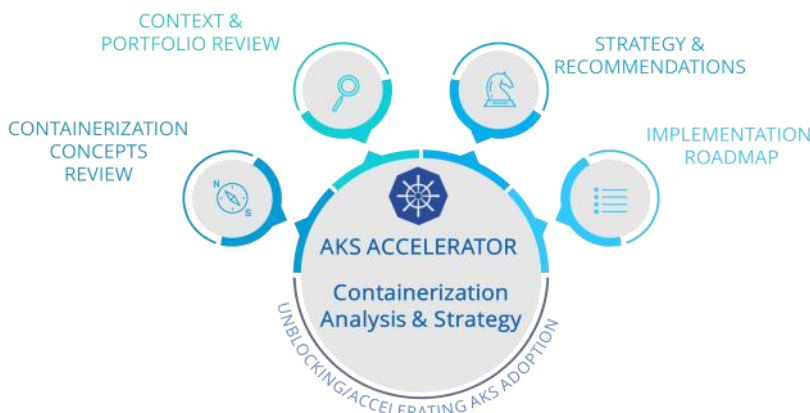 CONTEXT &
PORTFOLIO REVIEW
STRATEGY &
RECOMMENDATIONS
CONTAINERIZATION
CONCEPTS
REVIEW
IMPLEMENTATION
ROADMAP
N
S
AKS ACCELERATOR
Containerization
Analysis & Strategy
UNBLOCKING/ACCELERATING AKS ADOPTION